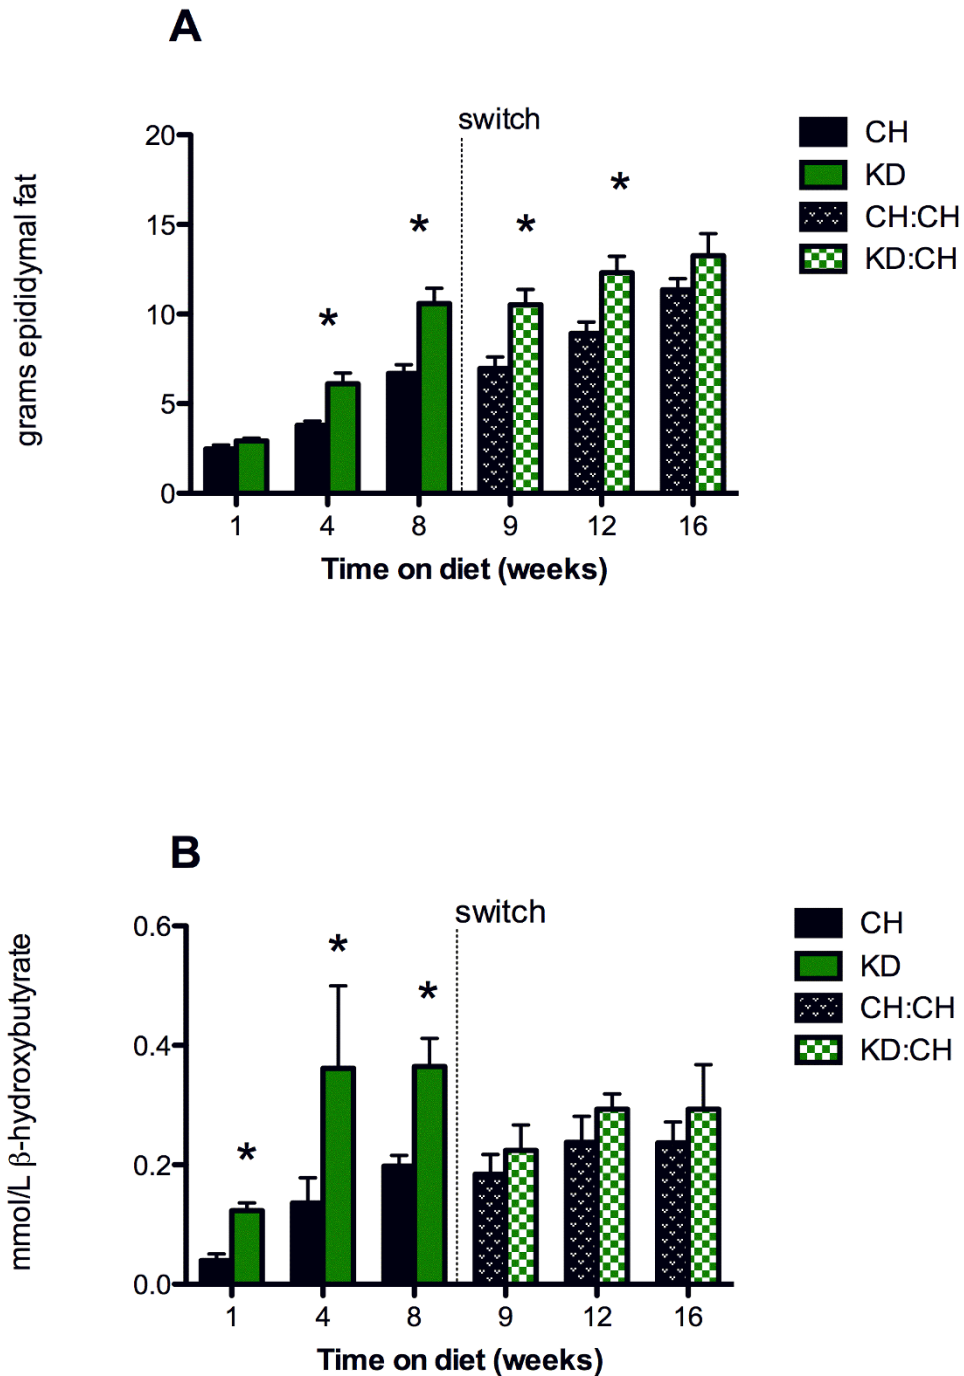 A
switch
20
15
10
5
0
grams epididymal fat
1 4 8 9 12 16
Time on diet (weeks)
* * * *
CH
KD
CH:CH
KD:CH
B
switch
0.6
0.4
0.2
0.0
mmol/L β-hydroxybutyrate
1 4 8 9 12 16
Time on diet (weeks)
* * *
CH
KD
CH:CH
KD:CH